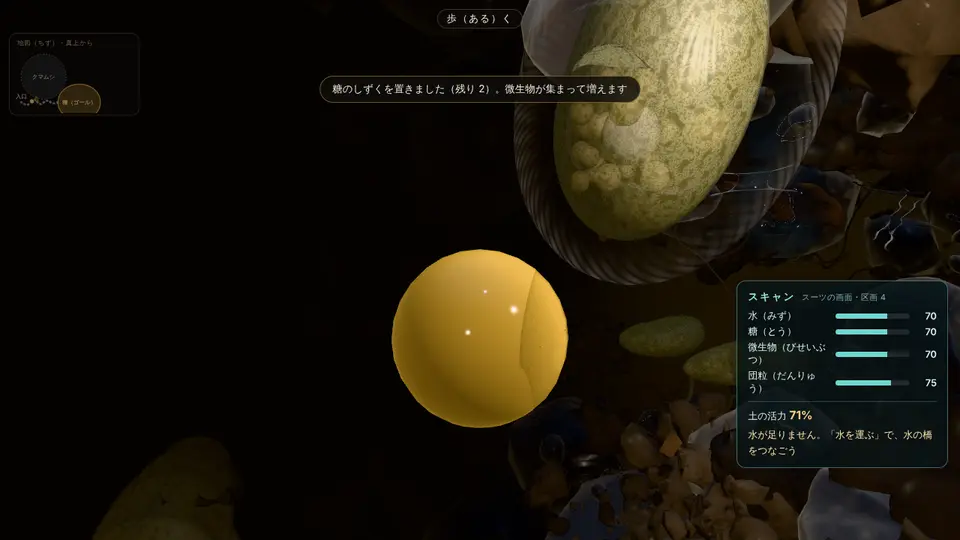 歩（ある）く
地図（ちず）・真上から
クマムシ
入口
糖（ゴール）
糖のしずくを置きました（残り 2）。微生物が集まって増えます
スキャン スーツの画面・区画 4
水（みず） 70
糖（とう） 70
微生物（びせいぶ
つ） 70
団粒（だんりゅ
う） 75
土の活力 71%
水が足りません。「水を運ぶ」で、水の橋
をつなごう